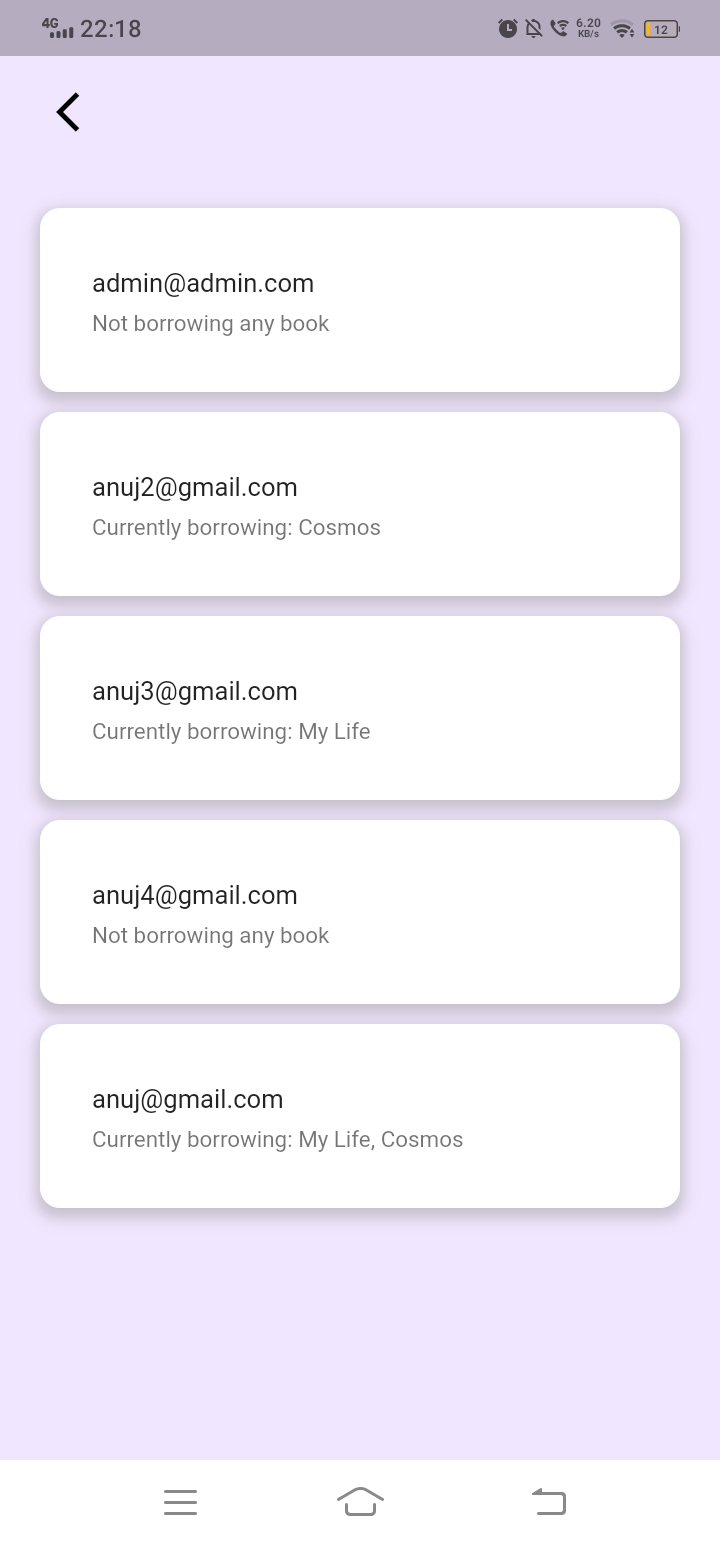 4G 22:18 6.20 KB/s 12
admin@admin.com
Not borrowing any book
anuj2@gmail.com
Currently borrowing: Cosmos
anuj3@gmail.com
Currently borrowing: My Life
anuj4@gmail.com
Not borrowing any book
anuj@gmail.com
Currently borrowing: My Life, Cosmos